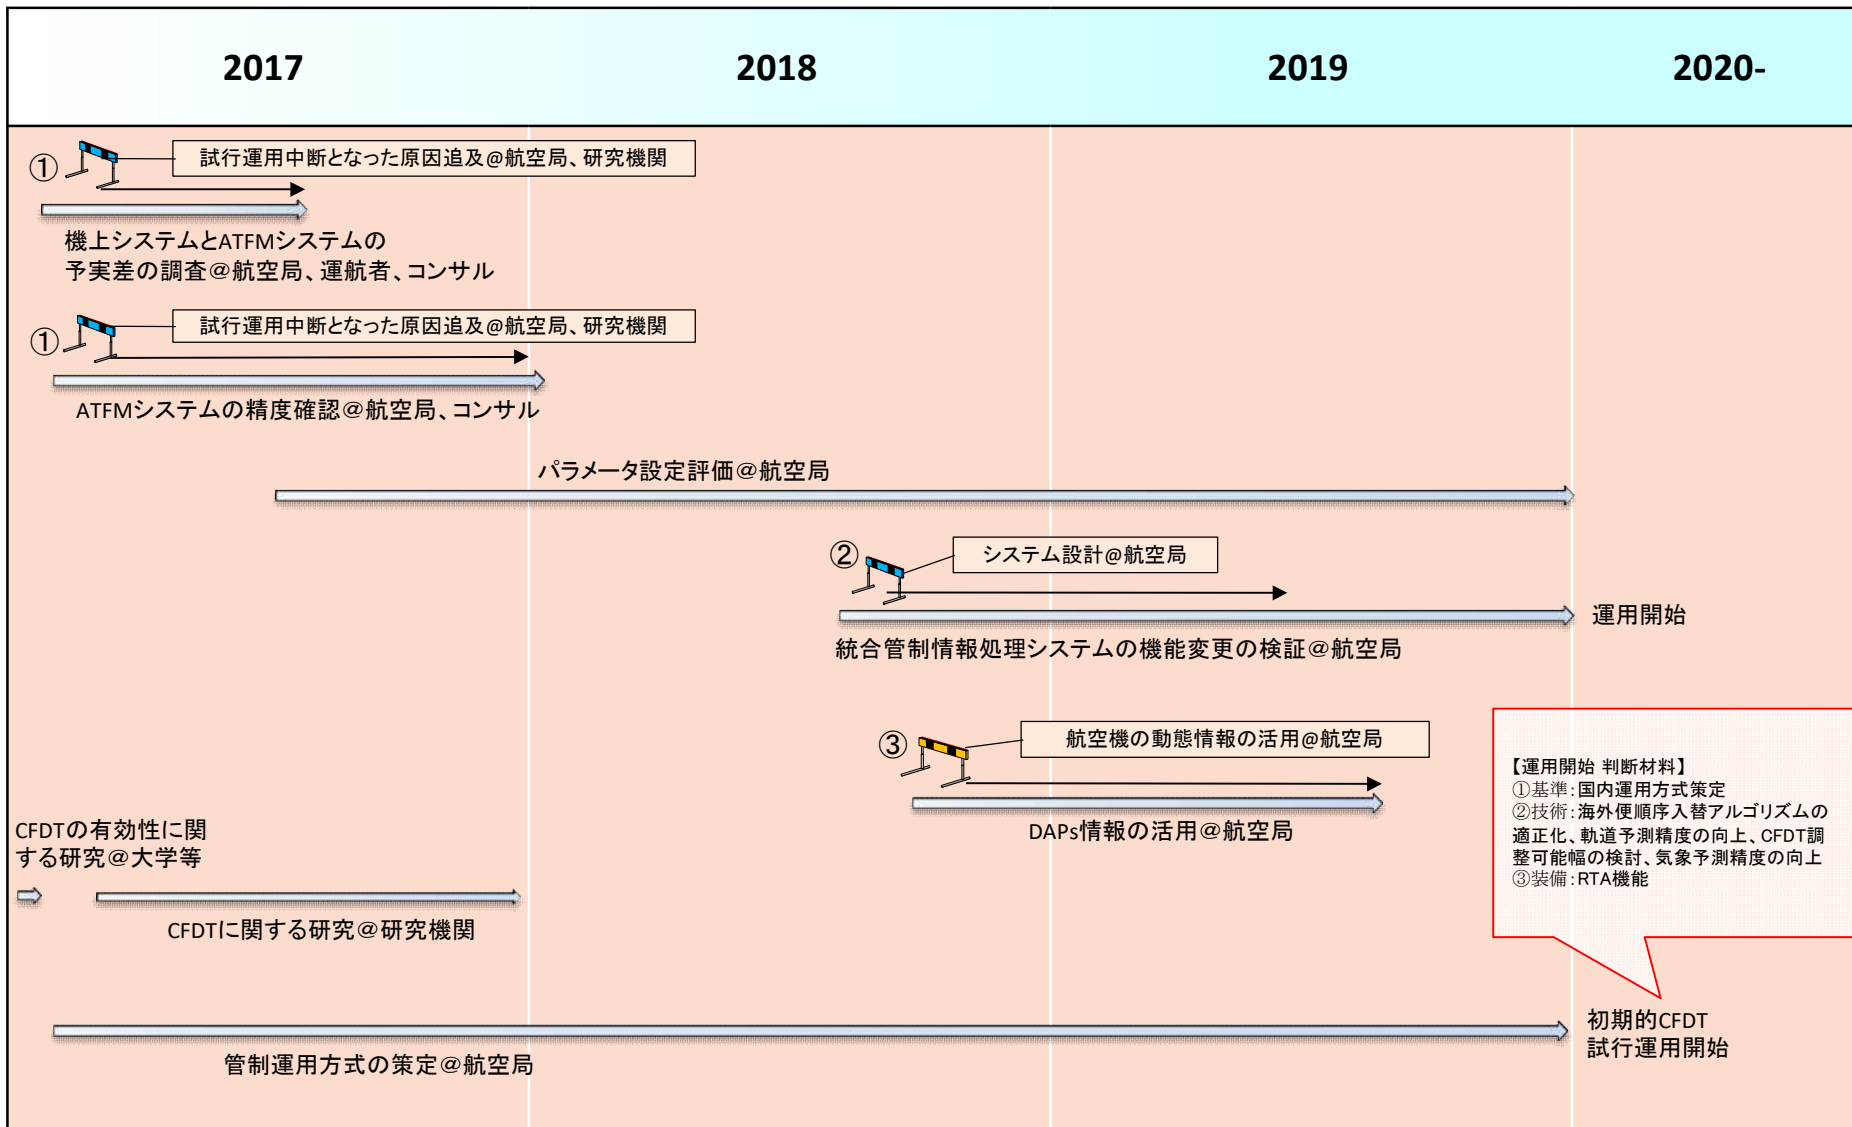 2017
2018
2019
2020-
①
試行運用中断となった原因追及@航空局、研究機関
機上システムとATFMシステムの
予実差の調査＠航空局、運航者、コンサル
①
試行運用中断となった原因追及@航空局、研究機関
ATFMシステムの精度確認＠航空局、コンサル
パラメータ設定評価＠航空局
②
システム設計@航空局
運用開始
統合管制情報処理システムの機能変更の検証＠航空局
③
航空機の動態情報の活用@航空局
DAPs情報の活用＠航空局
【運用開始 判断材料】
①基準：国内運用方式策定
②技術：海外便順序入替アルゴリズムの
適正化、軌道予測精度の向上、CFDT調
整可能幅の検討、気象予測精度の向上
③装備：RTA機能
CFDTの有効性に関
する研究＠大学等
CFDTに関する研究＠研究機関
初期的CFDT
試行運用開始
管制運用方式の策定＠航空局